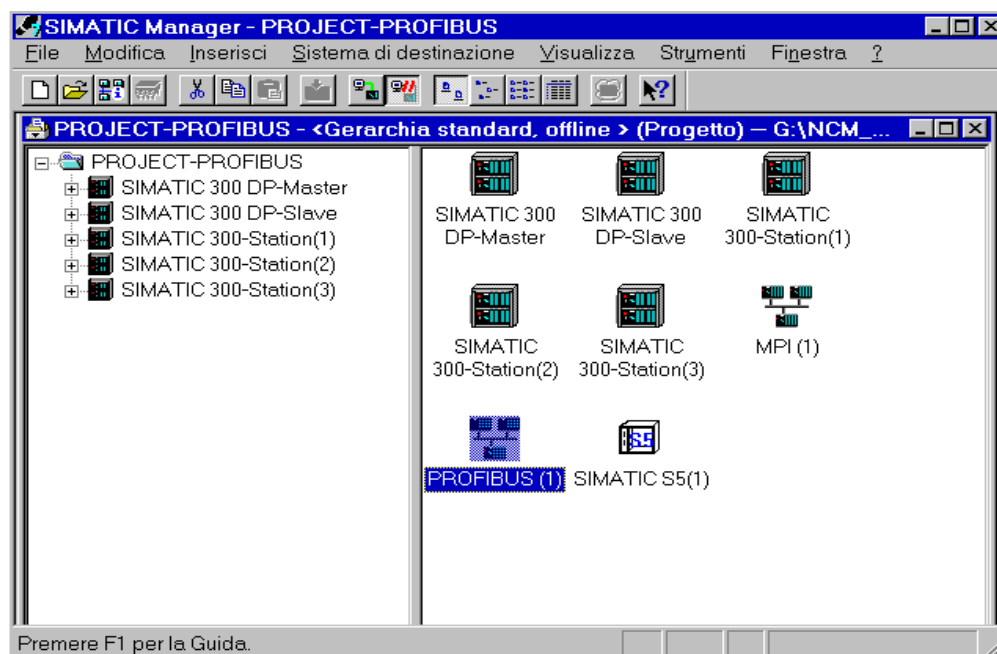 SIMATIC Manager - PROJECT-PROFIBUS
File Modifica Inserisci Sistema di destinazione Visualizza Strumenti Finestra ?
PROJECT-PROFIBUS - <Gerarchia standard, offline > (Progetto) — G:\NCM_...
PROJECT-PROFIBUS
SIMATIC 300 DP-Master
SIMATIC 300 DP-Slave
SIMATIC 300-Station(1)
SIMATIC 300-Station(2)
SIMATIC 300-Station(3)
SIMATIC 300
DP-Master
SIMATIC 300
DP-Slave
SIMATIC
300-Station(1)
SIMATIC
300-Station(2)
SIMATIC
300-Station(3)
MPI (1)
PROFIBUS (1)
S5
SIMATIC S5(1)
Premere F1 per la Guida.